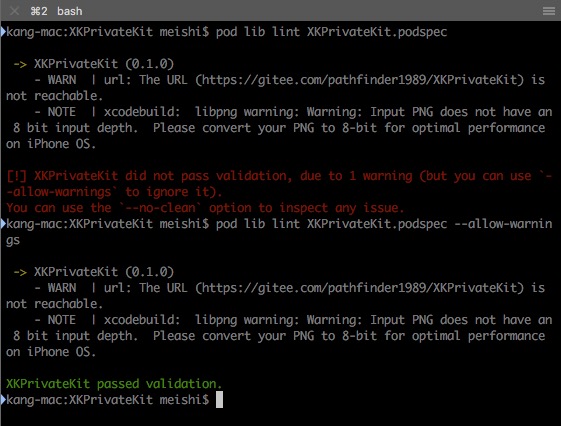 ⌘2 bash
kang-mac:XKPrivateKit meishi$ pod lib lint XKPrivateKit.podspec
-> XKPrivateKit (0.1.0)
- WARN | url: The URL (https://gitee.com/pathfinder1989/XKPrivateKit) is
not reachable.
- NOTE | xcodebuild: libpng warning: Warning: Input PNG does not have an
8 bit input depth. Please convert your PNG to 8-bit for optimal performance
on iPhone OS.
[!] XKPrivateKit did not pass validation, due to 1 warning (but you can use `-
-allow-warnings` to ignore it).
You can use the `--no-clean` option to inspect any issue.
kang-mac:XKPrivateKit meishi$ pod lib lint XKPrivateKit.podspec --allow-warnin
gs
-> XKPrivateKit (0.1.0)
- WARN | url: The URL (https://gitee.com/pathfinder1989/XKPrivateKit) is
not reachable.
- NOTE | xcodebuild: libpng warning: Warning: Input PNG does not have an
8 bit input depth. Please convert your PNG to 8-bit for optimal performance
on iPhone OS.
XKPrivateKit passed validation.
kang-mac:XKPrivateKit meishi$